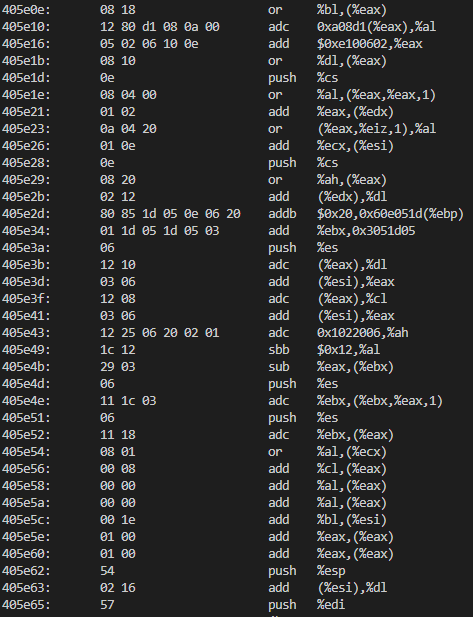 405e0e: 08 18 or %bl,(%eax)
405e10: 12 80 d1 08 0a 00 adc 0xa08d1(%eax),%al
405e16: 05 02 06 10 0e add $0xe100602,%eax
405e1b: 08 10 or %dl,(%eax)
405e1d: 0e push %cs
405e1e: 08 04 00 or %al,(%eax,%eax,1)
405e21: 01 02 add %eax,(%edx)
405e23: 0a 04 20 or (%eax,%eiz,1),%al
405e26: 01 0e add %ecx,(%esi)
405e28: 0e push %cs
405e29: 08 20 or %ah,(%eax)
405e2b: 02 12 add (%edx),%dl
405e2d: 80 85 1d 05 0e 06 20 addb $0x20,0x60e051d(%ebp)
405e34: 01 1d 05 1d 05 03 add %ebx,0x3051d05
405e3a: 06 push %es
405e3b: 12 10 adc (%eax),%dl
405e3d: 03 06 add (%esi),%eax
405e3f: 12 08 adc (%eax),%cl
405e41: 03 06 add (%esi),%eax
405e43: 12 25 06 20 02 01 adc 0x1022006,%ah
405e49: 1c 12 sbb $0x12,%al
405e4b: 29 03 sub %eax,(%ebx)
405e4d: 06 push %es
405e4e: 11 1c 03 adc %ebx,(%ebx,%eax,1)
405e51: 06 push %es
405e52: 11 18 adc %ebx,(%eax)
405e54: 08 01 or %al,(%ecx)
405e56: 00 08 add %cl,(%eax)
405e58: 00 00 add %al,(%eax)
405e5a: 00 00 add %al,(%eax)
405e5c: 00 1e add %bl,(%esi)
405e5e: 01 00 add %eax,(%eax)
405e60: 01 00 add %eax,(%eax)
405e62: 54 push %esp
405e63: 02 16 add (%esi),%dl
405e65: 57 push %edi